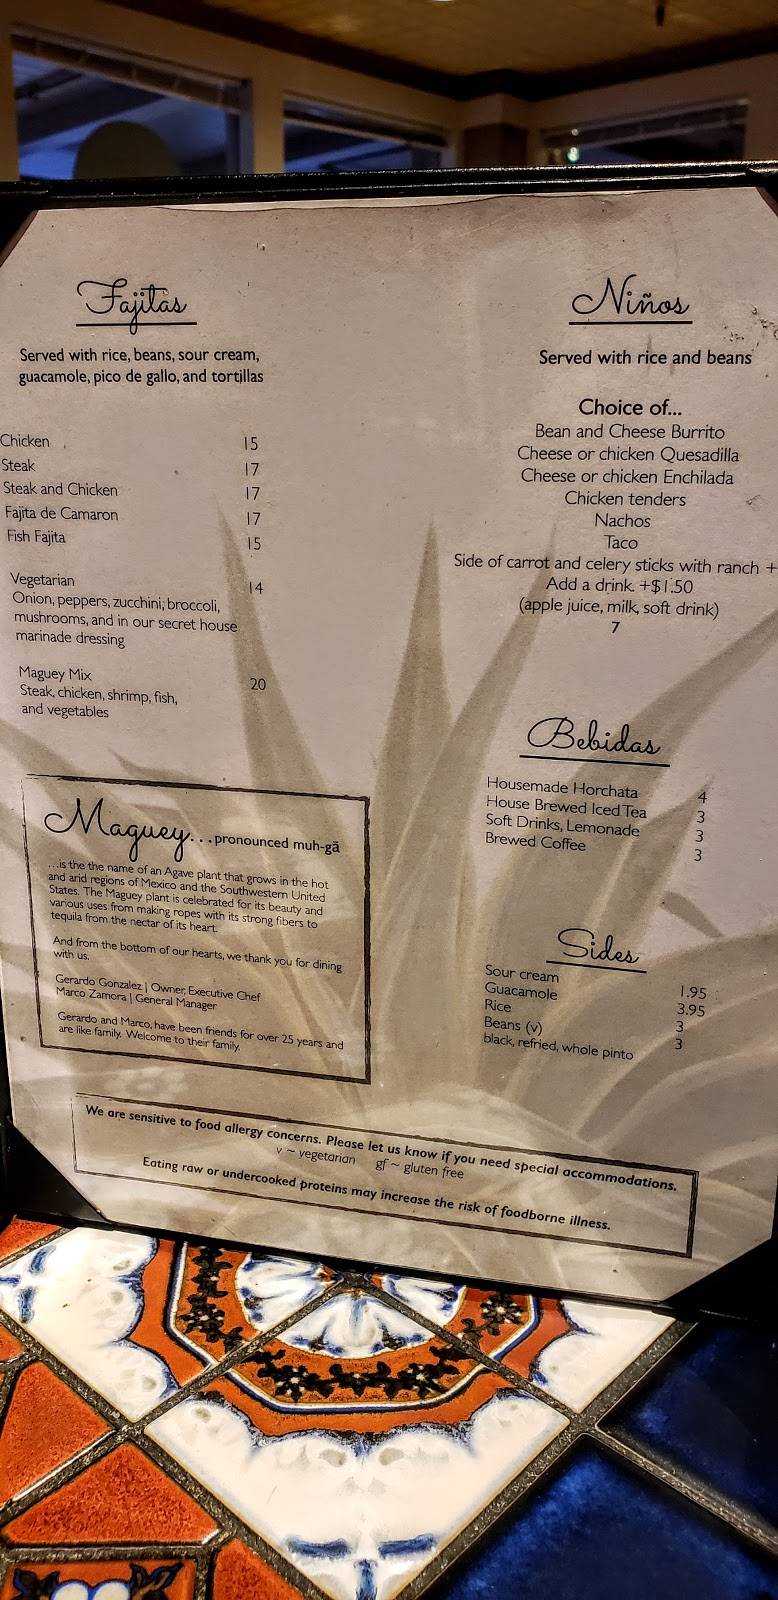 Fajitas
Served with rice, beans, sour cream,
guacamole, pico de gallo, and tortillas
Chicken 15
Steak 17
Steak and Chicken 17
Fajita de Camaron 17
Fish Fajita 15
Vegetarian 14
Onion, peppers, zucchini, broccoli,
mushrooms, and in our secret house
marinade dressing
Maguey Mix 20
Steak, chicken, shrimp, fish,
and vegetables
Maguey...pronounced muh-gā
...is the the name of an Agave plant that grows in the hot
and arid regions of Mexico and the Southwestern United
States. The Maguey plant is celebrated for its beauty and
various uses from making ropes with its strong fibers to
tequila from the nectar of its heart.
And from the bottom of our hearts, we thank you for dining
with us.
Gerardo Gonzalez | Owner, Executive Chef
Marco Zamora | General Manager
Gerardo and Marco, have been friends for over 25 years and
are like family. Welcome to their family.
Niños
Served with rice and beans
Choice of...
Bean and Cheese Burrito
Cheese or chicken Quesadilla
Cheese or chicken Enchilada
Chicken tenders
Nachos
Taco
Side of carrot and celery sticks with ranch +
Add a drink +$1.50
(apple juice, milk, soft drink)
7
Bebidas
Housemade Horchata 4
House Brewed Iced Tea 3
Soft Drinks, Lemonade 3
Brewed Coffee 3
Sides
Sour cream 1.95
Guacamole 3.95
Rice 3
Beans (v) 3
black, refried, whole pinto
We are sensitive to food allergy concerns. Please let us know if you need special accommodations.
v ~ vegetarian gf ~ gluten free
Eating raw or undercooked proteins may increase the risk of foodborne illness.